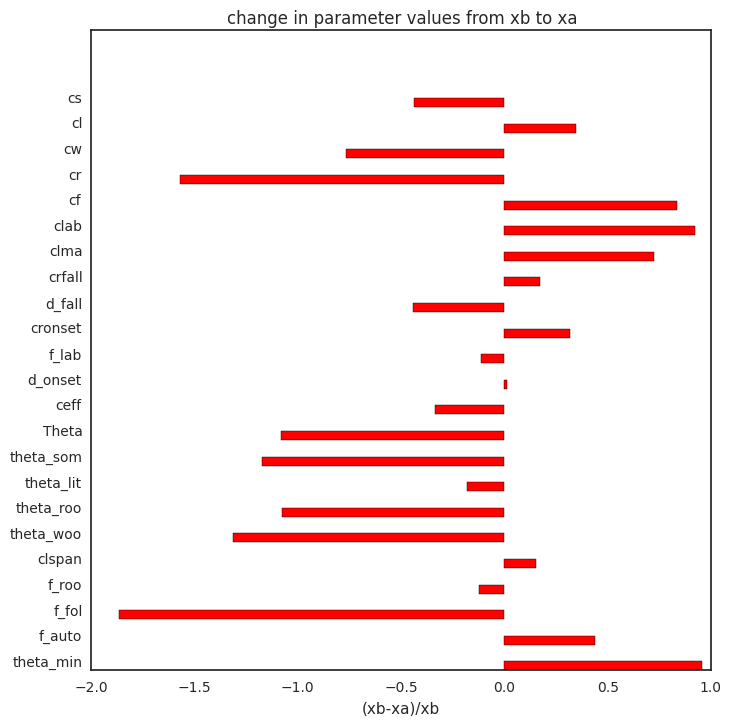 change in parameter values from xb to xa
cs
cl
cw
cr
cf
clab
clma
crfall
d_fall
cronset
f_lab
d_onset
ceff
Theta
theta_som
theta_lit
theta_roo
theta_woo
clspan
f_roo
f_fol
f_auto
theta_min
−2.0 −1.5 −1.0 −0.5 0.0 0.5 1.0
(xb-xa)/xb